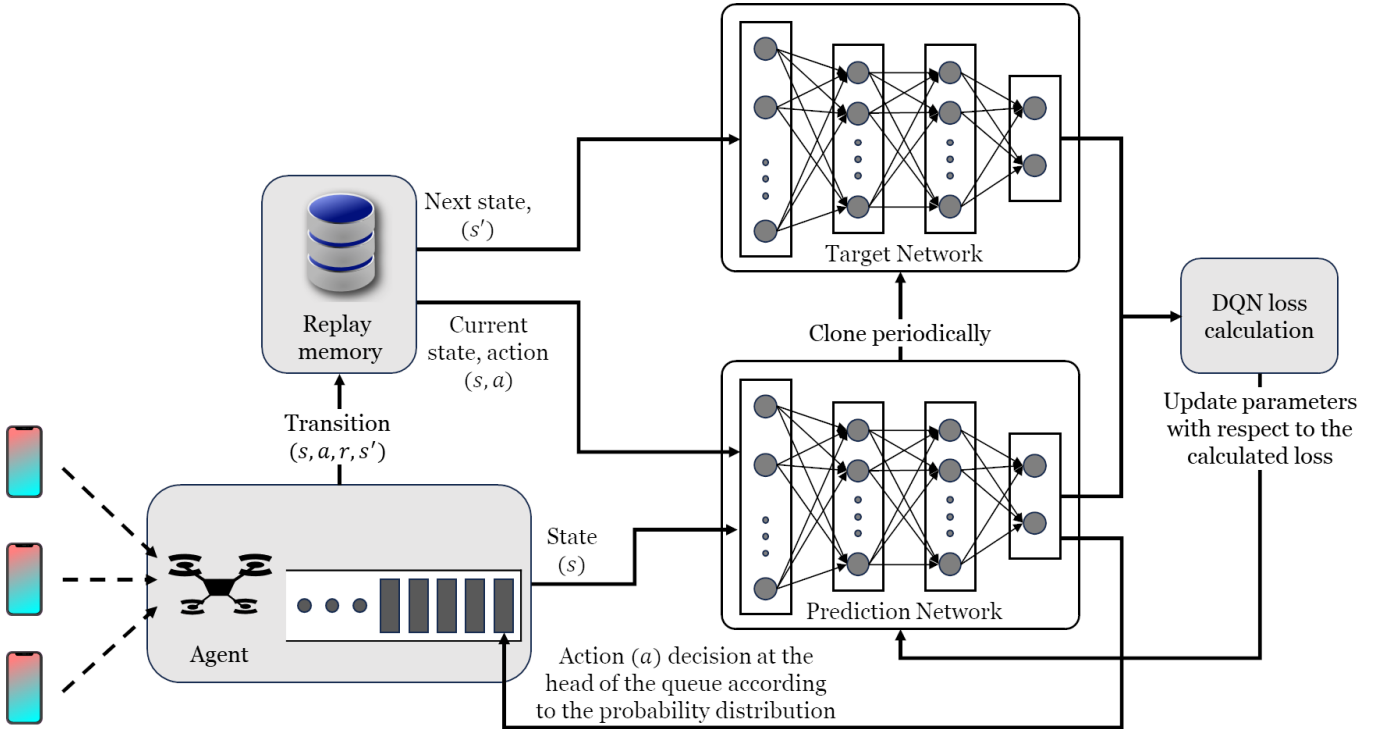 Target Network
Next state,
(s′)
Replay
memory
Current
state, action
(s, a)
Clone periodically
DQN loss
calculation
Transition
(s, a, r, s′)
Update parameters
with respect to the
calculated loss
State
(s)
Prediction Network
Agent
Action (a) decision at the
head of the queue according
to the probability distribution